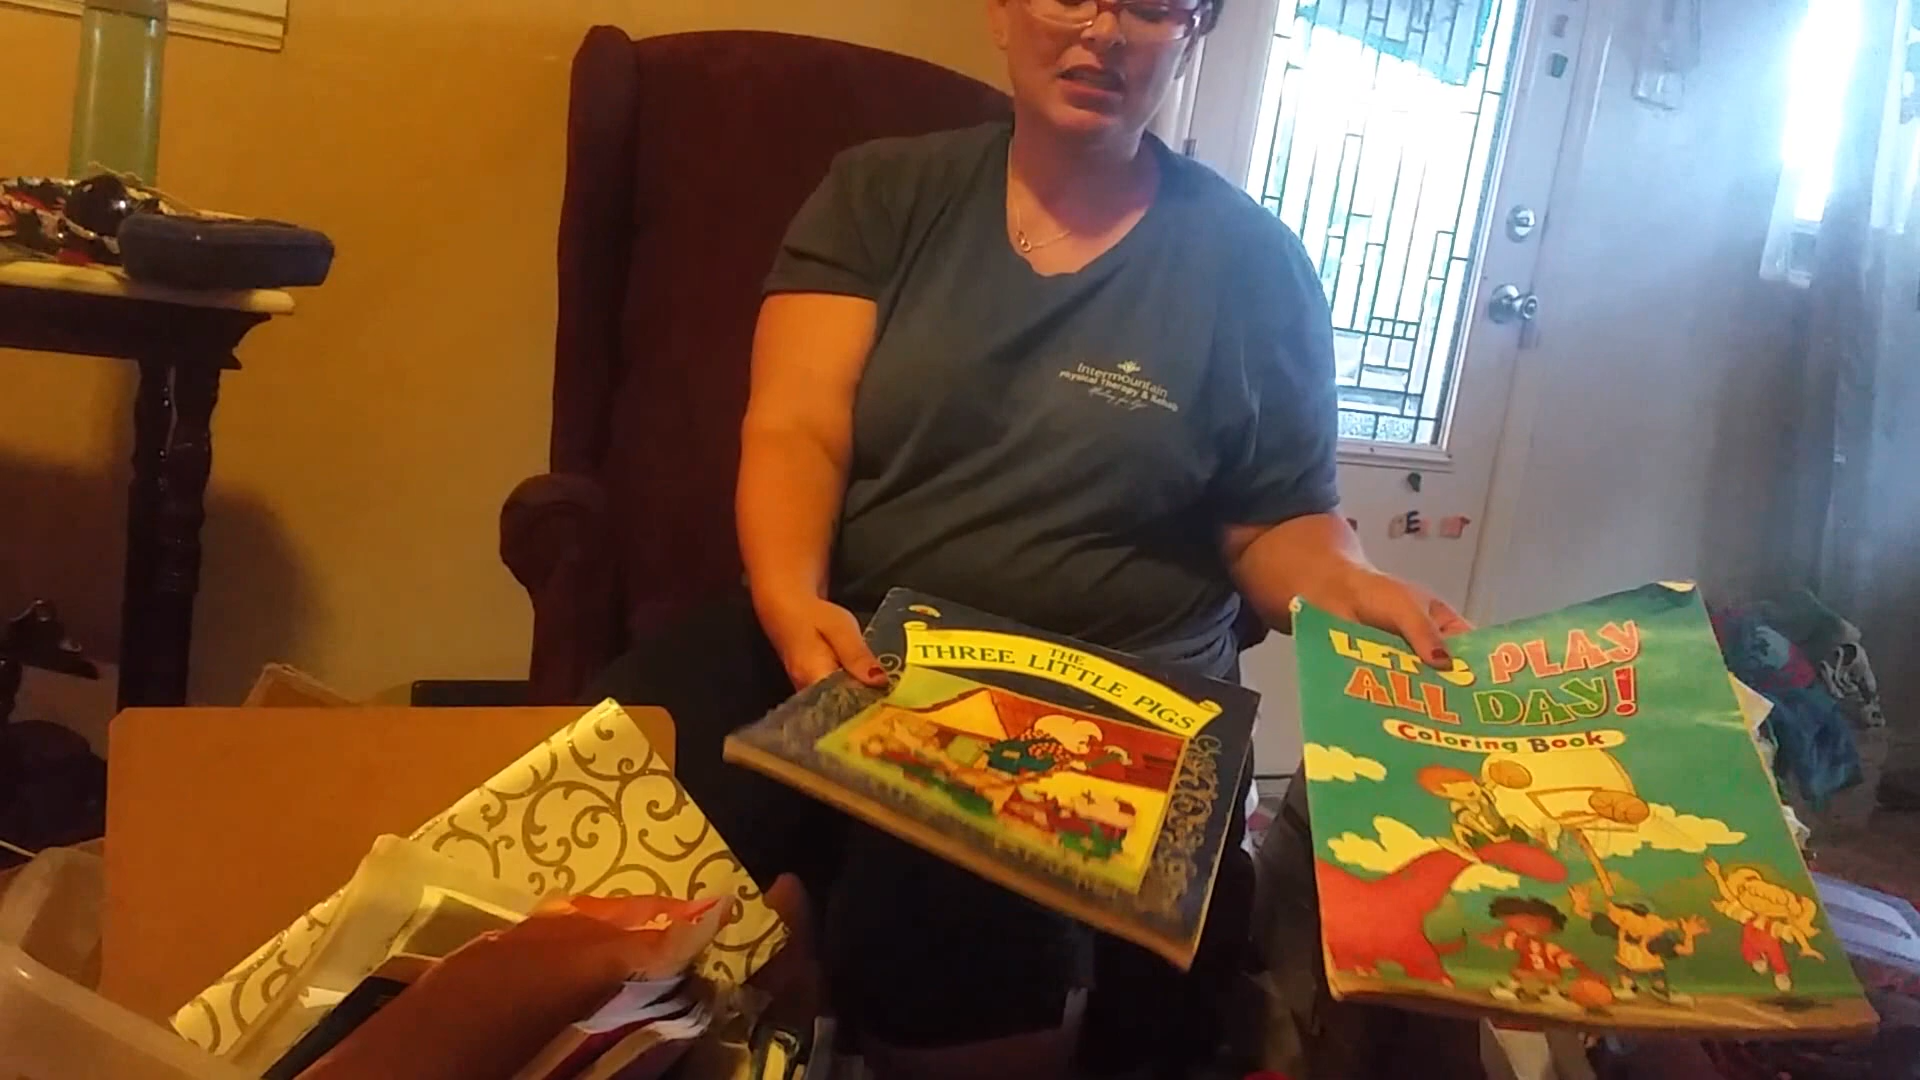 Intermountain
Physical Therapy & Rehab
THE
THREE LITTLE PIGS
LET'S PLAY
ALL DAY!
Coloring Book